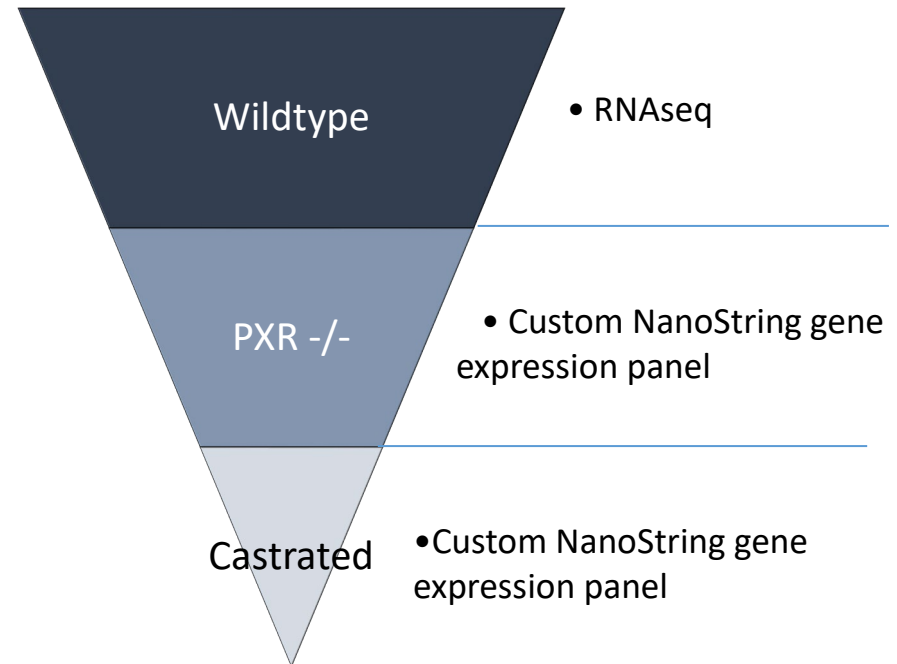 Wildtype
• RNAseq
PXR -/-
• Custom NanoString gene
expression panel
Castrated
•Custom NanoString gene
expression panel